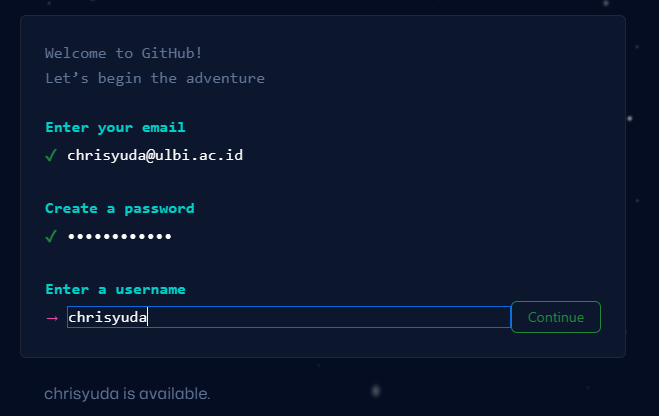 Welcome to GitHub!
Let’s begin the adventure
Enter your email
✓ chrisyuda@ulbi.ac.id
Create a password
✓ ••••••••••••
Enter a username
→ chrisyuda
Continue
chrisyuda is available.